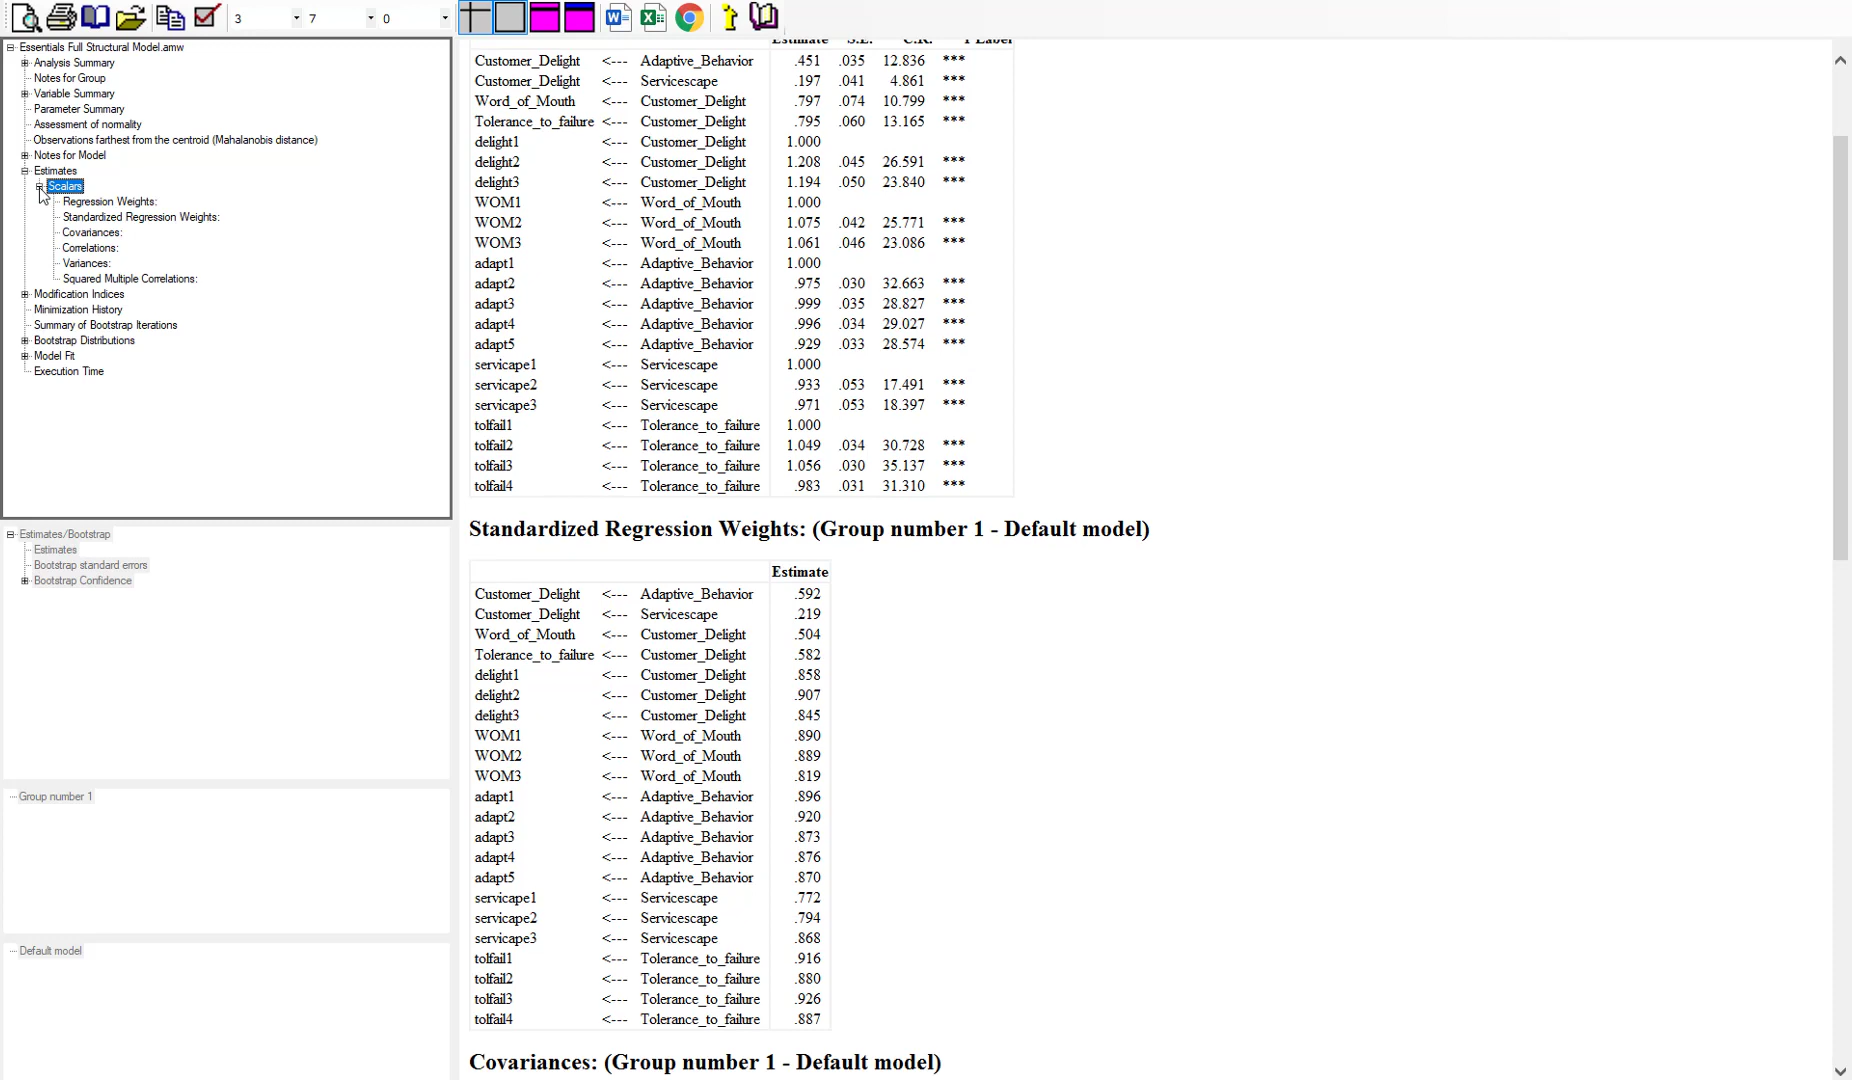 3 7 0
Essentials Full Structural Model.amw
Analysis Summary
Notes for Group
Variable Summary
Parameter Summary
Assessment of normality
Observations farthest from the centroid (Mahalanobis distance)
Notes for Model
Estimates
Scalars
Regression Weights:
Standardized Regression Weights:
Covariances:
Correlations:
Variances:
Squared Multiple Correlations:
Modification Indices
Minimization History
Summary of Bootstrap Iterations
Bootstrap Distributions
Model Fit
Execution Time
Estimates/Bootstrap
Estimates
Bootstrap standard errors
Bootstrap Confidence
Group number 1
Default model
Estimate S.E. C.R. P Label
Customer_Delight <--- Adaptive_Behavior .451 .035 12.836 ***
Customer_Delight <--- Servicescape .197 .041 4.861 ***
Word_of_Mouth <--- Customer_Delight .797 .074 10.799 ***
Tolerance_to_failure <--- Customer_Delight .795 .060 13.165 ***
delight1 <--- Customer_Delight 1.000
delight2 <--- Customer_Delight 1.208 .045 26.591 ***
delight3 <--- Customer_Delight 1.194 .050 23.840 ***
WOM1 <--- Word_of_Mouth 1.000
WOM2 <--- Word_of_Mouth 1.075 .042 25.771 ***
WOM3 <--- Word_of_Mouth 1.061 .046 23.086 ***
adapt1 <--- Adaptive_Behavior 1.000
adapt2 <--- Adaptive_Behavior .975 .030 32.663 ***
adapt3 <--- Adaptive_Behavior .999 .035 28.827 ***
adapt4 <--- Adaptive_Behavior .996 .034 29.027 ***
adapt5 <--- Adaptive_Behavior .929 .033 28.574 ***
servicape1 <--- Servicescape 1.000
servicape2 <--- Servicescape .933 .053 17.491 ***
servicape3 <--- Servicescape .971 .053 18.397 ***
tolfail1 <--- Tolerance_to_failure 1.000
tolfail2 <--- Tolerance_to_failure 1.049 .034 30.728 ***
tolfail3 <--- Tolerance_to_failure 1.056 .030 35.137 ***
tolfail4 <--- Tolerance_to_failure .983 .031 31.310 ***
Standardized Regression Weights: (Group number 1 - Default model)
Estimate
Customer_Delight <--- Adaptive_Behavior .592
Customer_Delight <--- Servicescape .219
Word_of_Mouth <--- Customer_Delight .504
Tolerance_to_failure <--- Customer_Delight .582
delight1 <--- Customer_Delight .858
delight2 <--- Customer_Delight .907
delight3 <--- Customer_Delight .845
WOM1 <--- Word_of_Mouth .890
WOM2 <--- Word_of_Mouth .889
WOM3 <--- Word_of_Mouth .819
adapt1 <--- Adaptive_Behavior .896
adapt2 <--- Adaptive_Behavior .920
adapt3 <--- Adaptive_Behavior .873
adapt4 <--- Adaptive_Behavior .876
adapt5 <--- Adaptive_Behavior .870
servicape1 <--- Servicescape .772
servicape2 <--- Servicescape .794
servicape3 <--- Servicescape .868
tolfail1 <--- Tolerance_to_failure .916
tolfail2 <--- Tolerance_to_failure .880
tolfail3 <--- Tolerance_to_failure .926
tolfail4 <--- Tolerance_to_failure .887
Covariances: (Group number 1 - Default model)